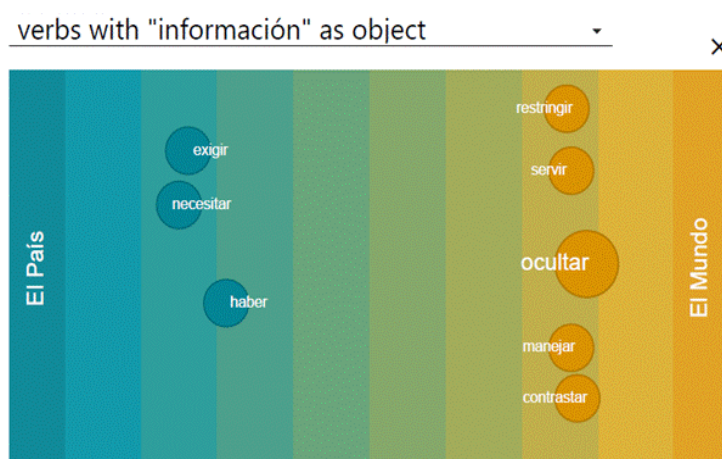 verbs with "información" as object
restringir
exigir
servir
necesitar
El País
ocultar
El Mundo
haber
manejar
contrastar